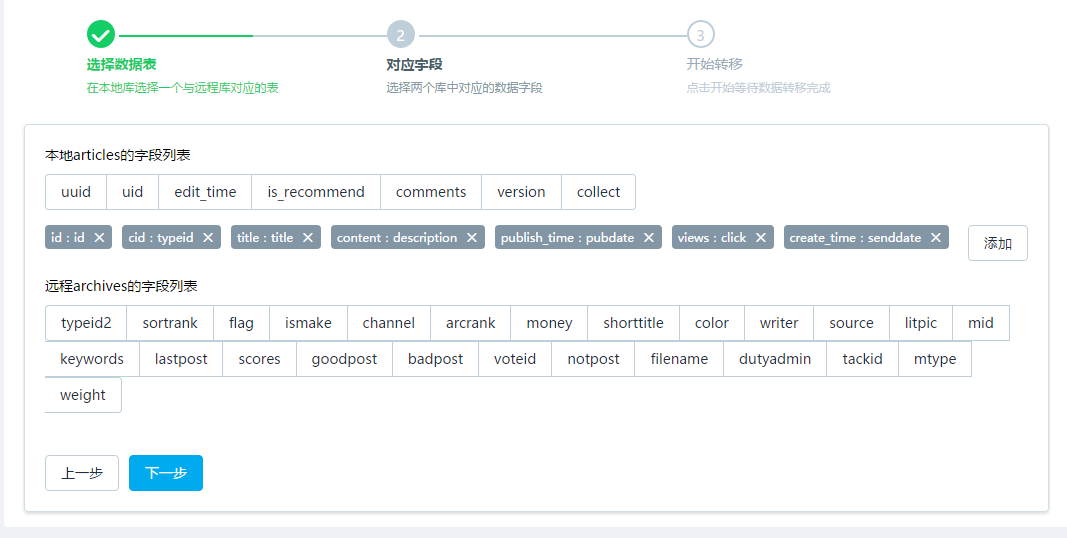 2 3
选择数据表 对应字段 开始转移
在本地库选择一个与远程库对应的表 选择两个库中对应的数据字段 点击开始等待数据转移完成
本地articles的字段列表
uuid uid edit_time is_recommend comments version collect
id : id × cid : typeid × title : title × content : description × publish_time : pubdate × views : click × create_time : senddate × 添加
远程archives的字段列表
typeid2 sortrank flag ismake channel arcrank money shorttitle color writer source litpic mid
keywords lastpost scores goodpost badpost voteid notpost filename dutyadmin tackid mtype
weight
上一步 下一步